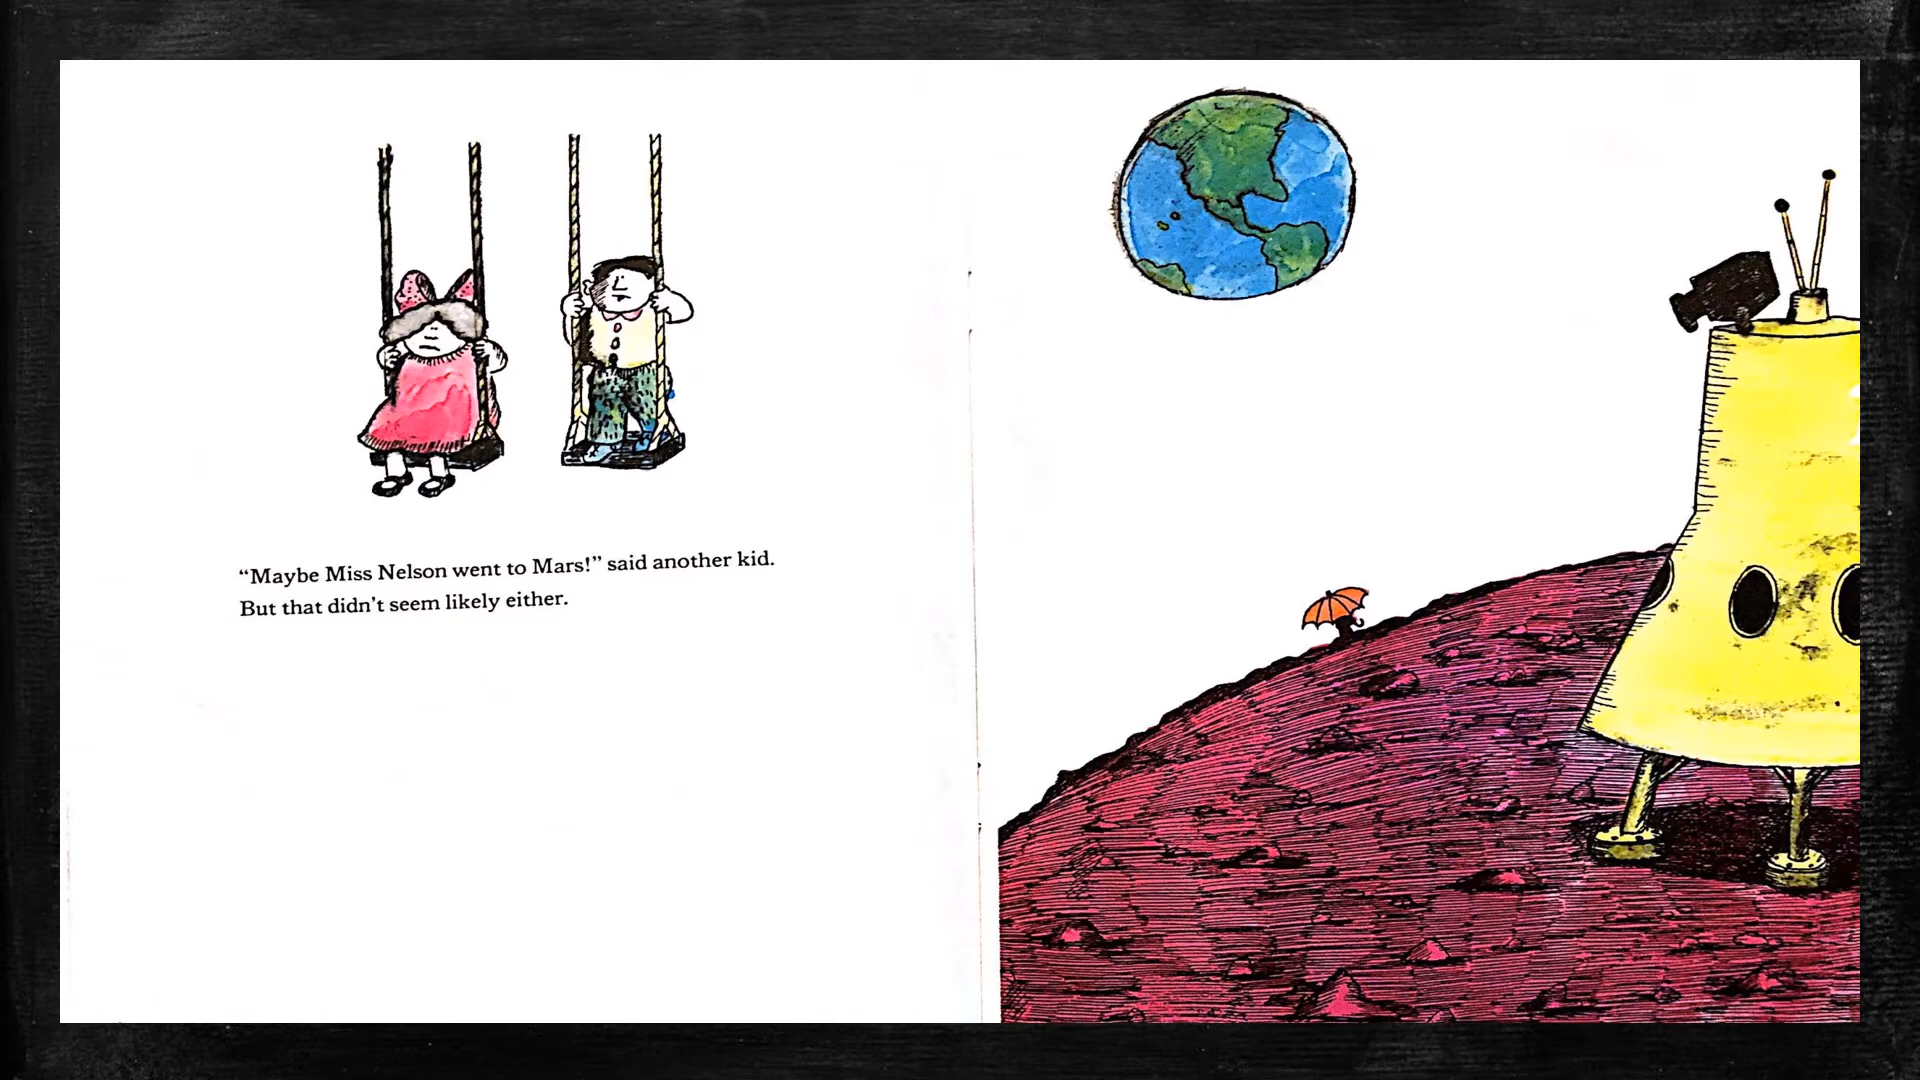 “Maybe Miss Nelson went to Mars!” said another kid.
But that didn’t seem likely either.